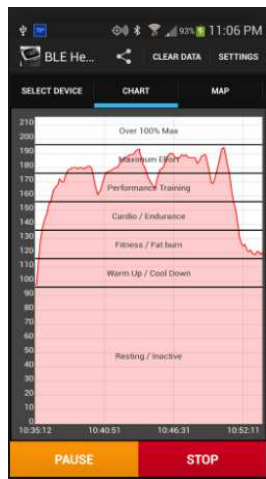 93% 11:06 PM
BLE He... CLEAR DATA SETTINGS
SELECT DEVICE CHART MAP
210
Over 100% Max
200
190
Maximum Effort
180
170
Performance Training
160
150
Cardio / Endurance
140
130
Fitness / Fat burn
120
110
Warm-Up / Cool Down
100
90
80
70
60
50
Resting / Inactive
40
30
20
10
0
10:35:12 10:40:51 10:46:31 10:52:11
PAUSE STOP